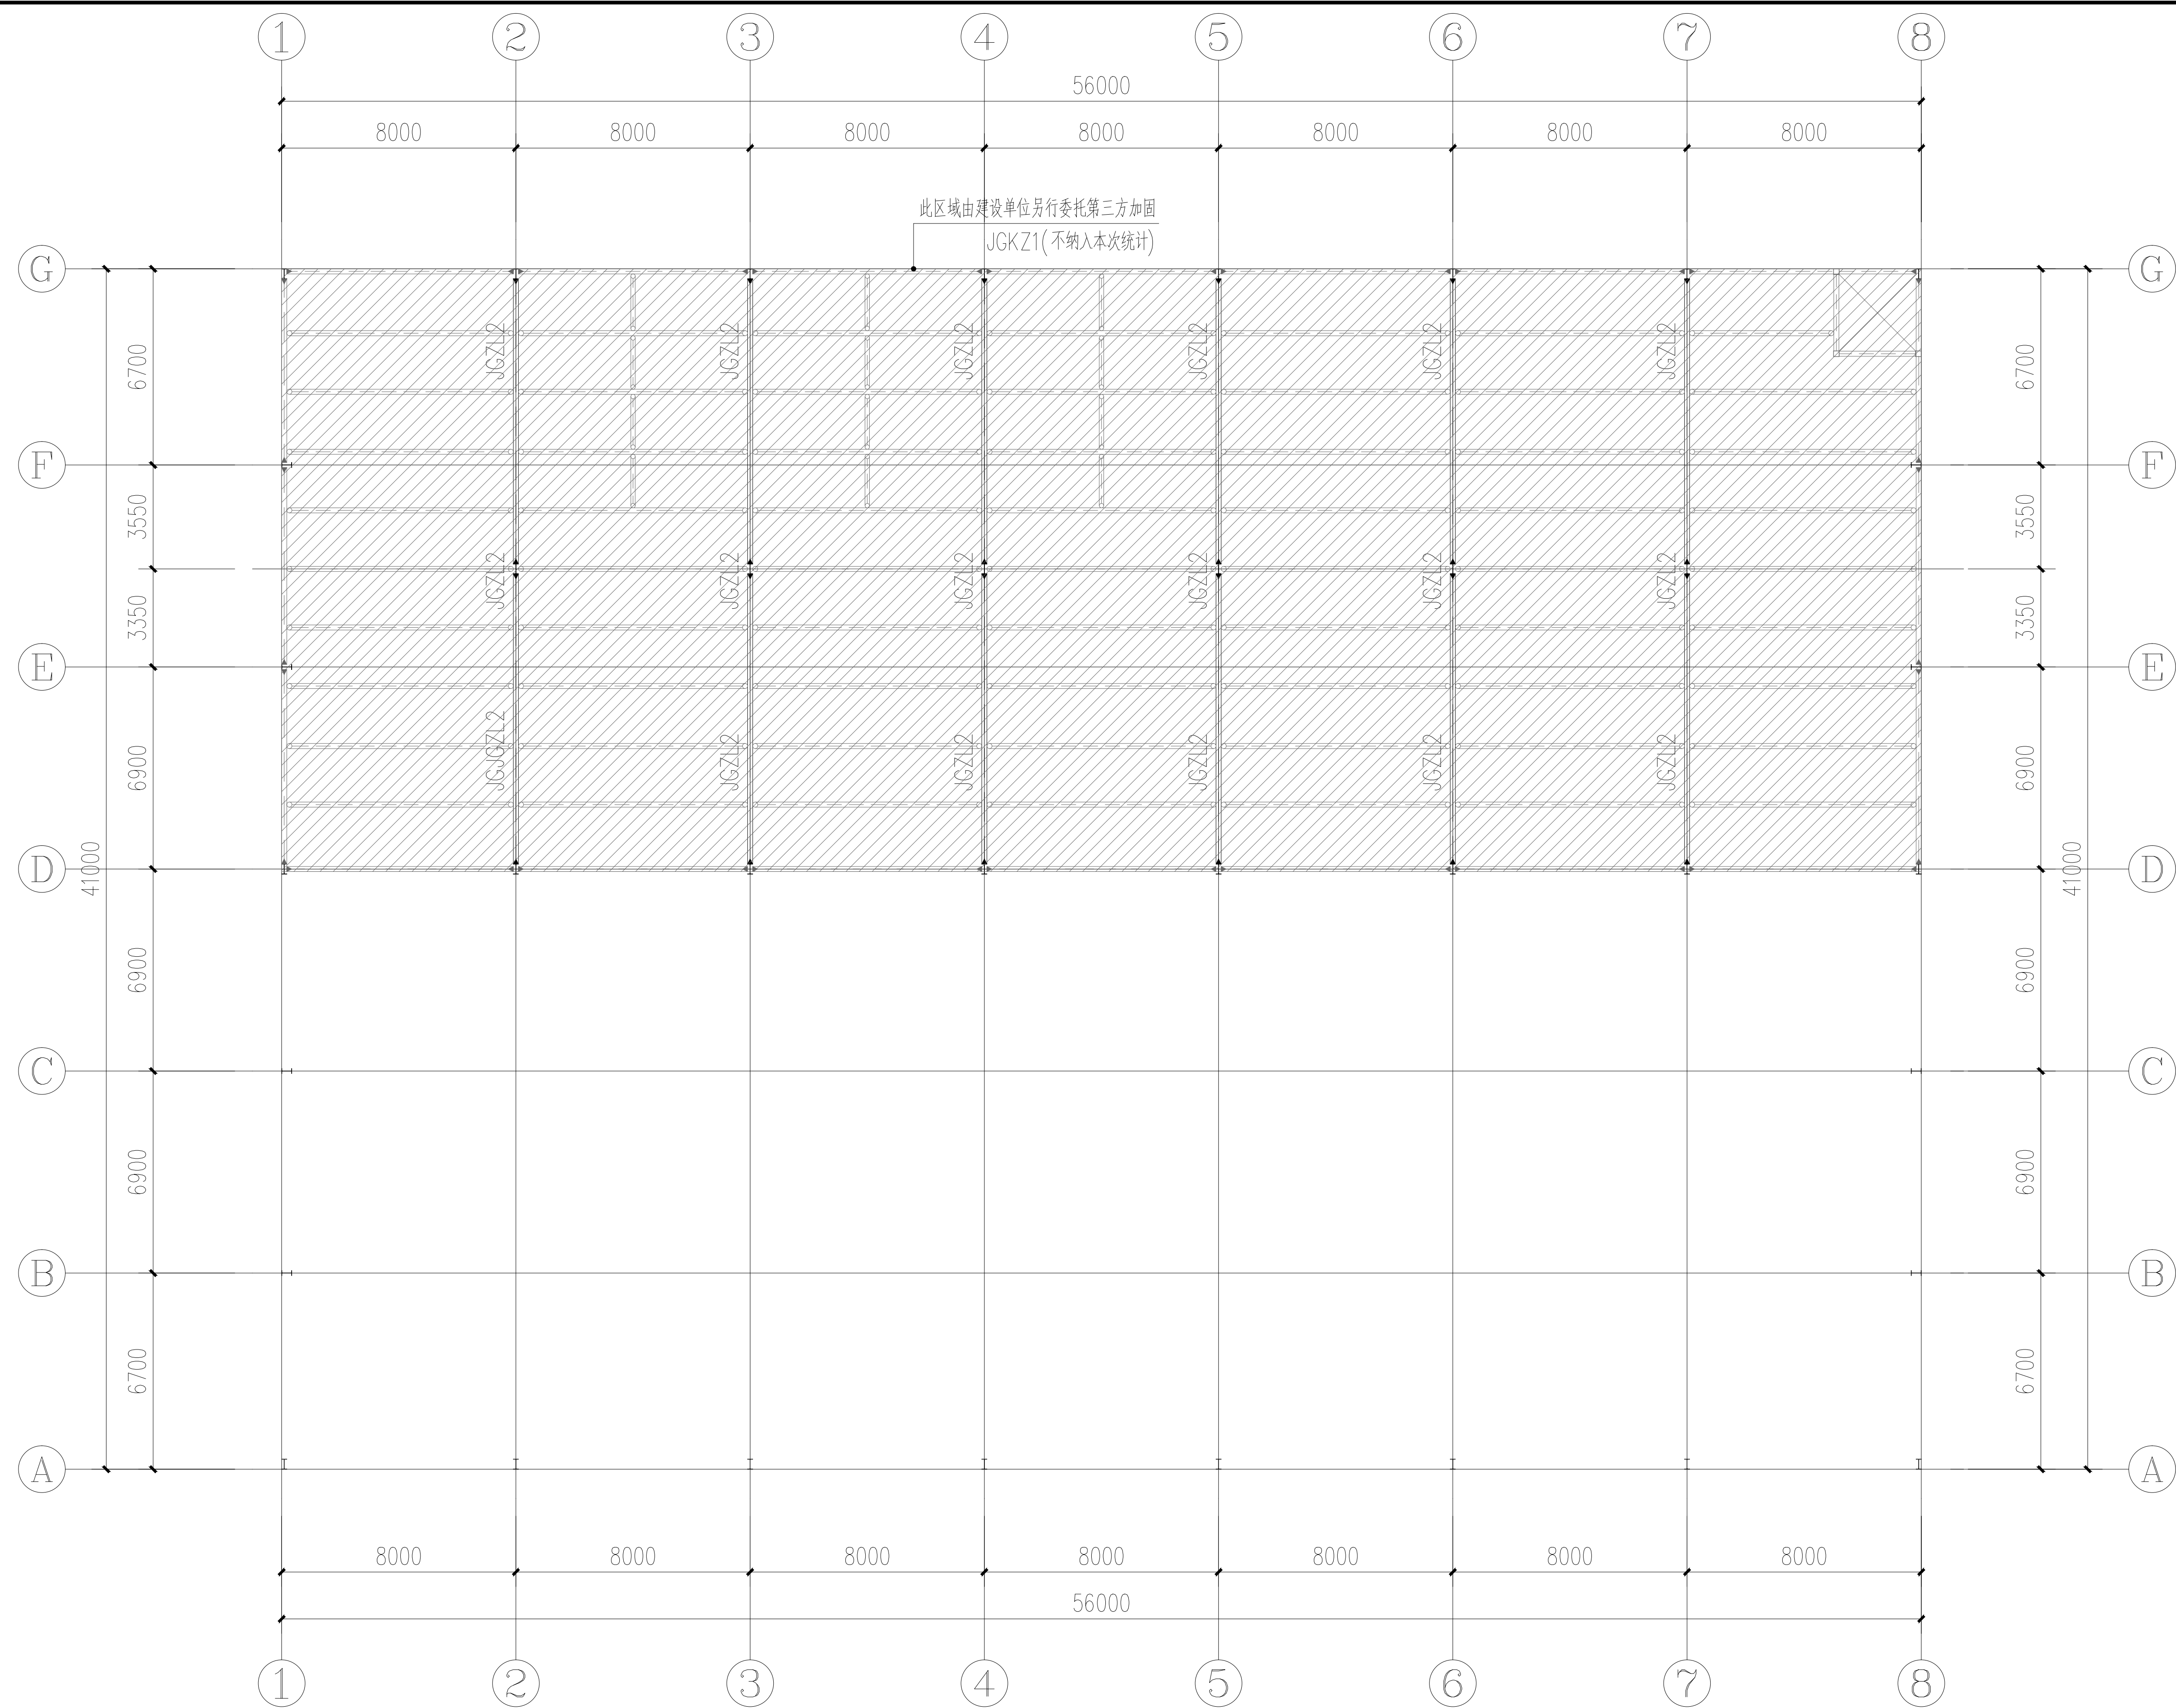 1 2 3 4 5 6 7 8
56000
8000 8000 8000 8000 8000 8000 8000
此区域由建设单位另行委托第三方加固
JGKZ1(不纳入本次统计)
G G
6700 JGZL2 JGZL2 JGZL2 JGZL2 JGZL2 JGZL2 6700
F F
3550 3550
JGZL2 JGZL2 JGZL2 JGZL2 JGZL2 JGZL2
3350 3350
E E
6900 JGJGZL2 JGZL2 JGZL2 JGZL2 JGZL2 JGZL2 6900
41000 41000
D D
6900 6900
C C
6900 6900
B B
6700 6700
A A
8000 8000 8000 8000 8000 8000 8000
56000
1 2 3 4 5 6 7 8